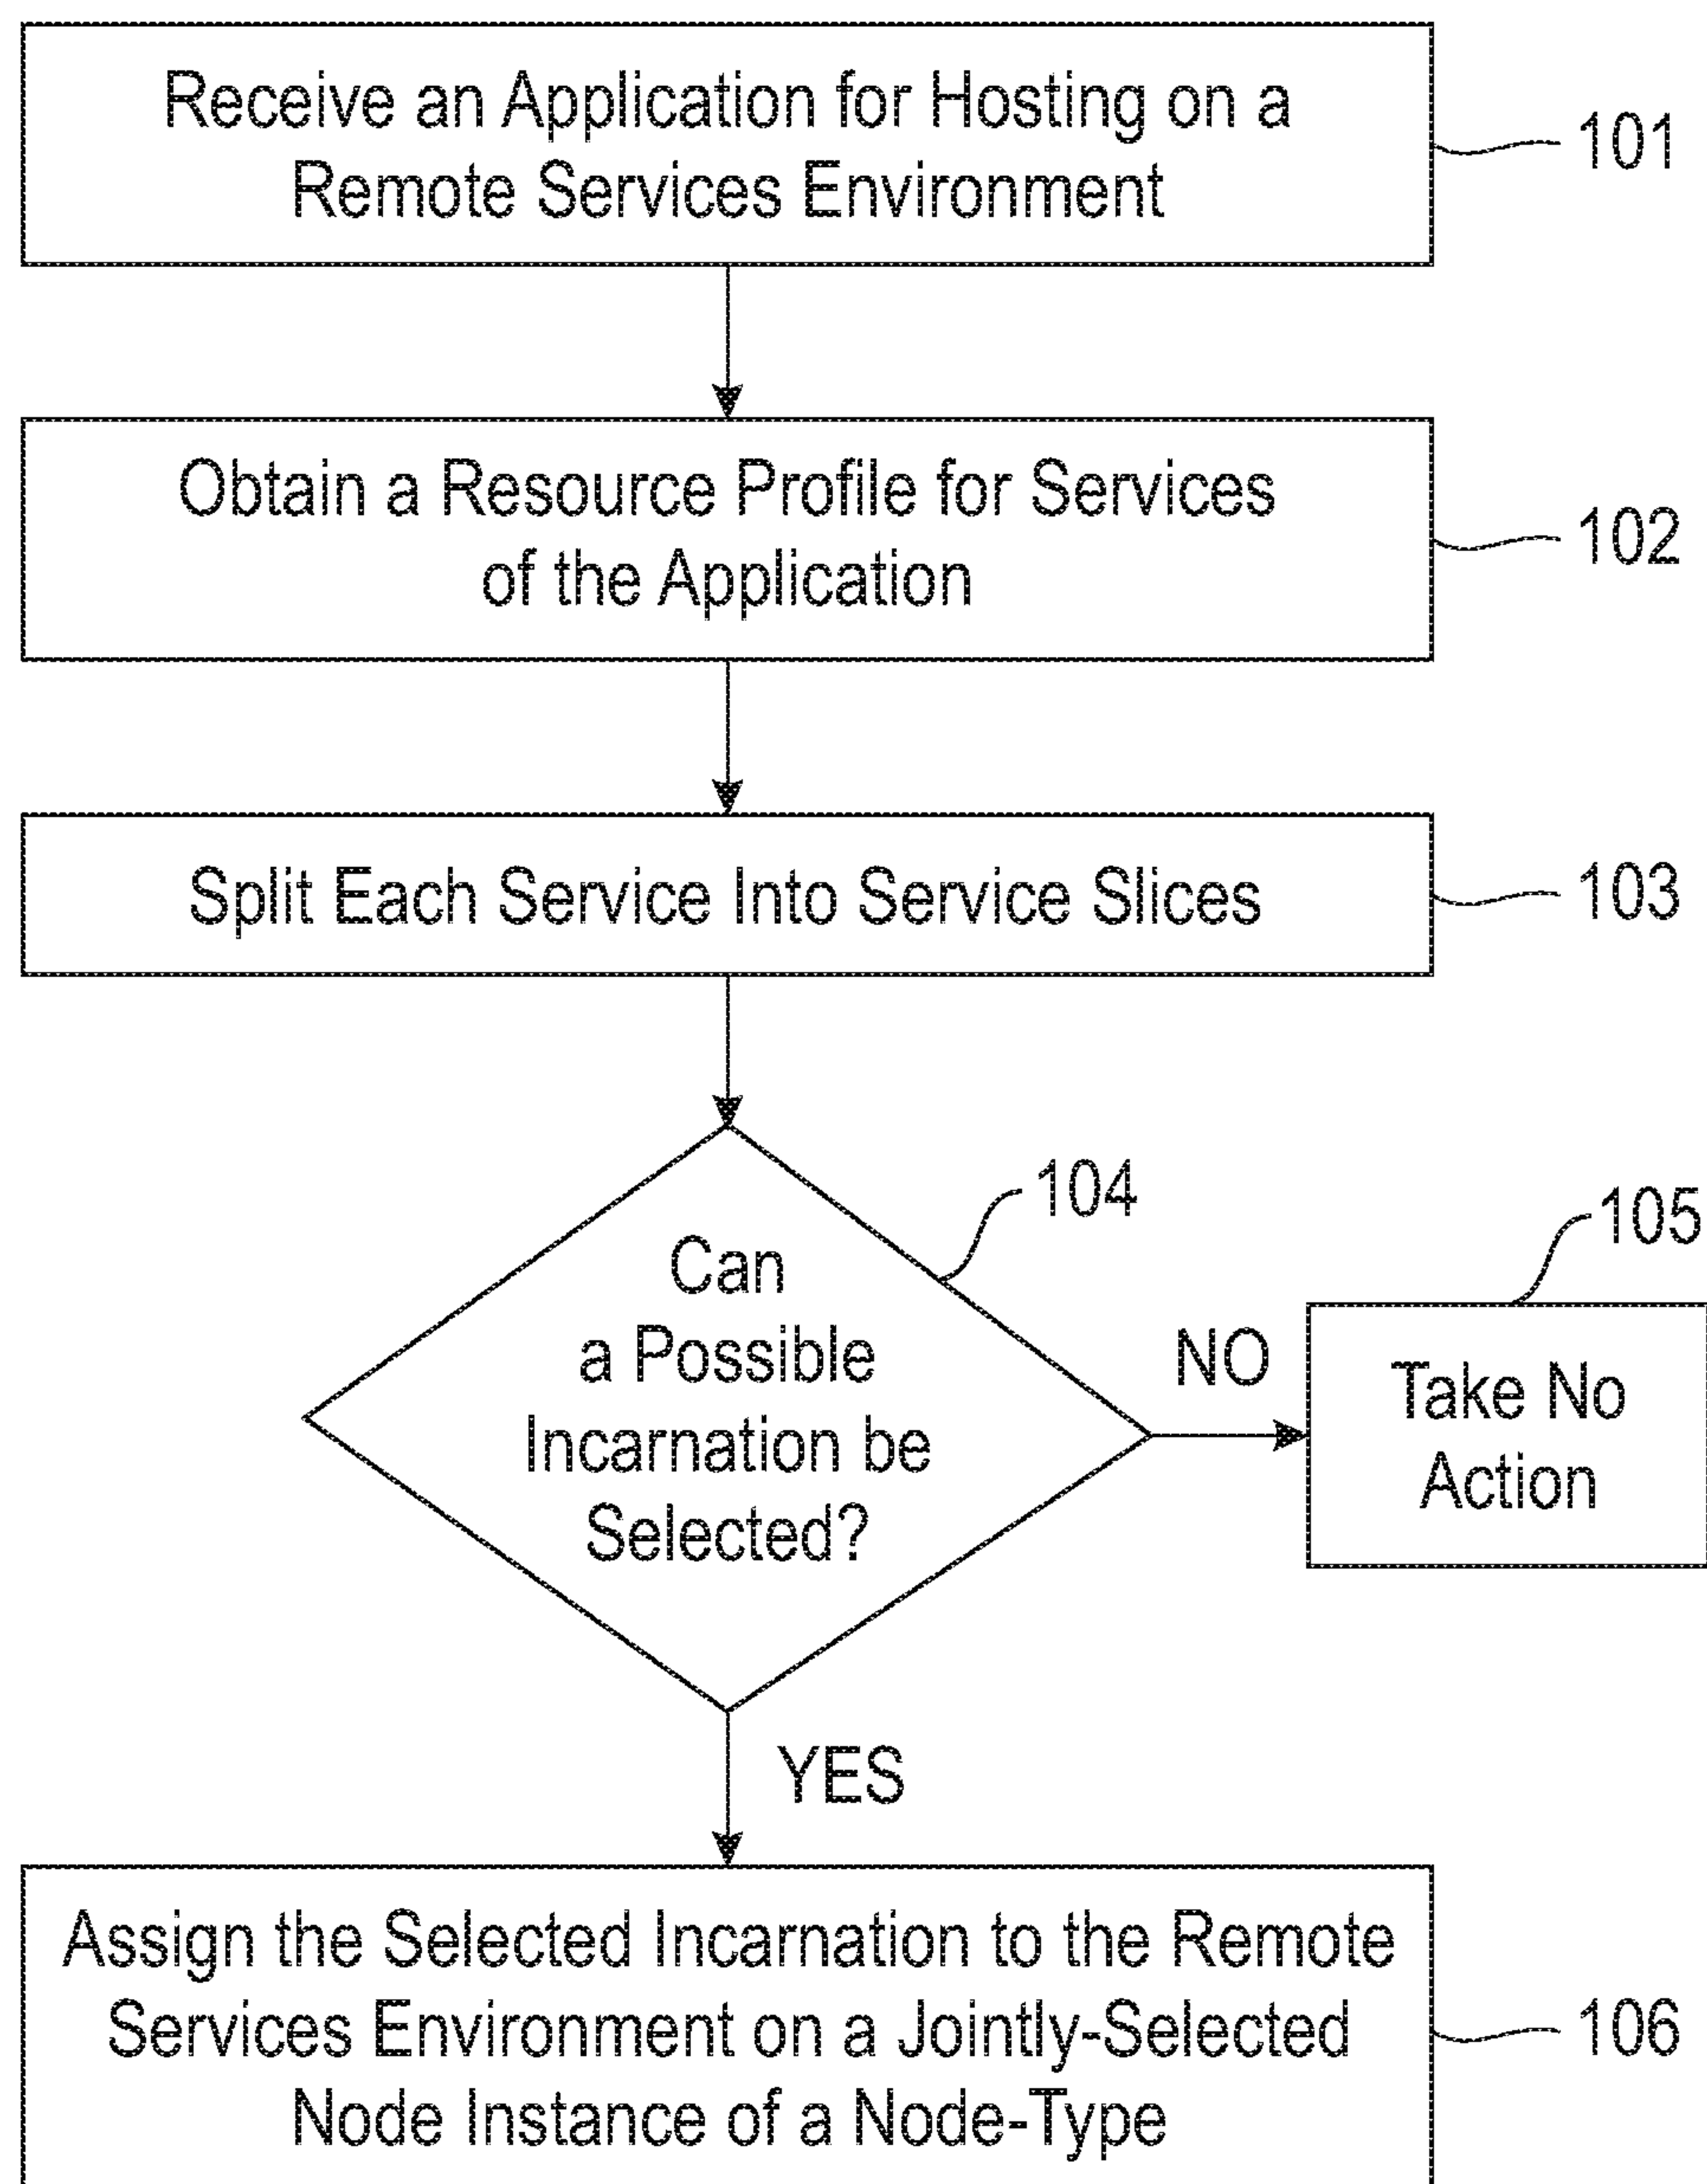 Receive an Application for Hosting on a
Remote Services Environment
101
Obtain a Resource Profile for Services
of the Application
102
Split Each Service Into Service Slices
103
104
Can
a Possible
Incarnation be
Selected?
NO
105
Take No
Action
YES
Assign the Selected Incarnation to the Remote
Services Environment on a Jointly-Selected
Node Instance of a Node-Type
106